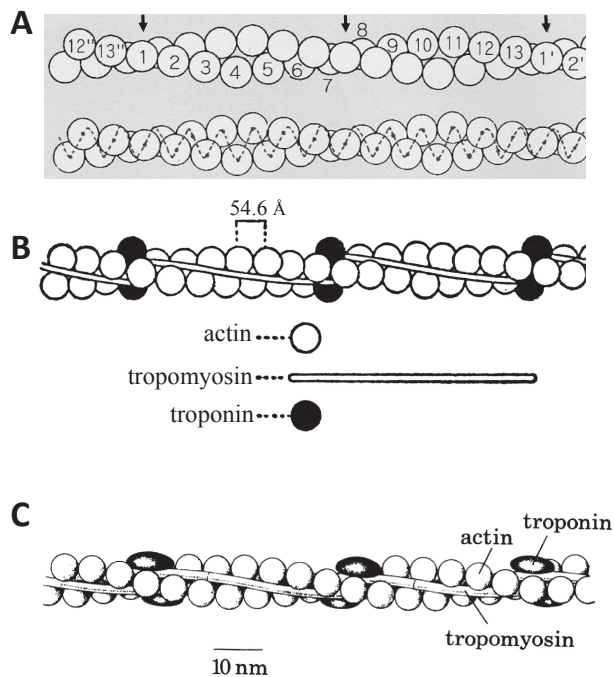 A
8
12" 13" 1 2 3 4 5 6 7 9 10 11 12 13 1' 2'
54.6 Å
B
actin
tropomyosin
troponin
C
troponin
actin
tropomyosin
10 nm